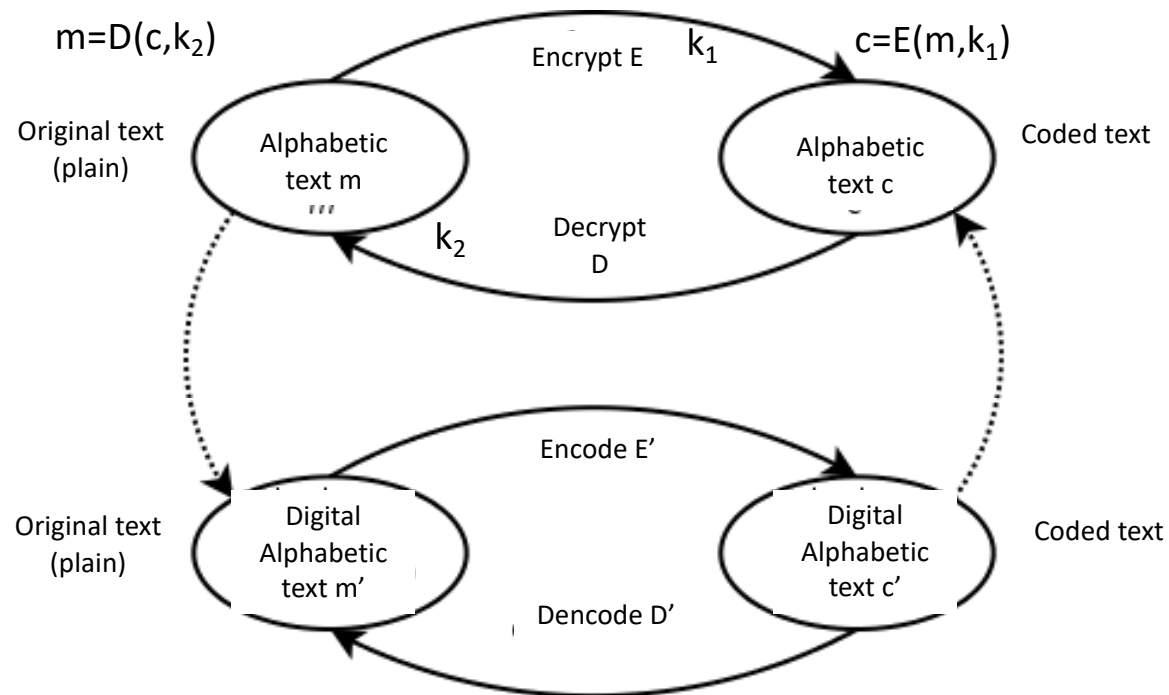 m=D(c,k₂)
k₁
c=E(m,k₁)
Encrypt E
Original text
(plain)
Alphabetic
text m
Alphabetic
text c
Coded text
k₂
Decrypt
D
Encode E’
Original text
(plain)
Digital
Alphabetic
text m’
Digital
Alphabetic
text c’
Coded text
Dencode D’